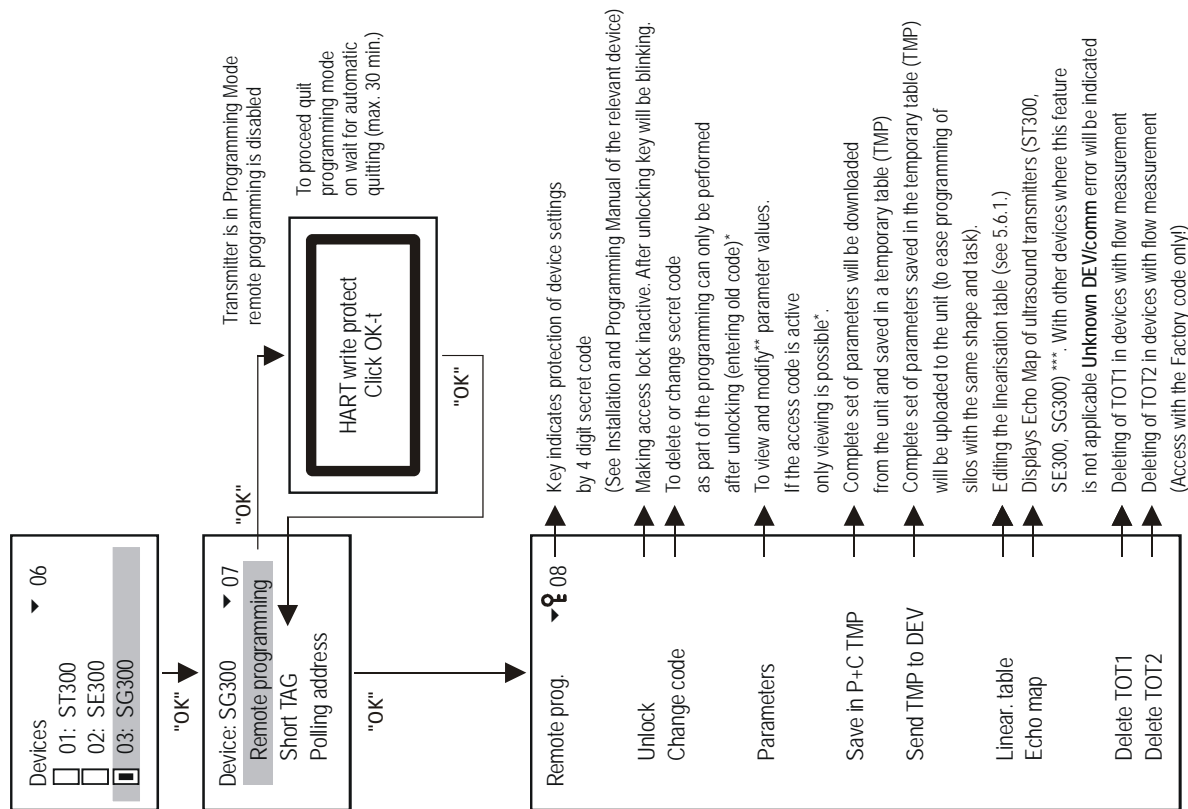 Devices 06
01: ST300
02: SE300
03: SG300
"OK"
Device: SG300 07
Remote programming
Short TAG
Polling address
"OK"
"OK"
Transmitter is in Programming Mode
remote programming is disabled
HART write protect
Click OK-t
"OK"
To proceed quit
programming mode
on wait for automatic
quitting (max. 30 min.)
Remote prog. 08
Key indicates protection of device settings
by 4 digit secret code
(See Installation and Programming Manual of the relevant device)
Unlock
Making access lock inactive. After unlocking key will be blinking.
Change code
To delete or change secret code
as part of the programming can only be performed
after unlocking (entering old code)*
Parameters
To view and modify** parameter values.
If the access code is active
only viewing is possible*.
Save in P+C TMP
Complete set of parameters will be downloaded
from the unit and saved in a temporary table (TMP)
Send TMP to DEV
Complete set of parameters saved in the temporary table (TMP)
will be uploaded to the unit (to ease programming of
silos with the same shape and task).
Linear. table
Editing the linearisation table (see 5.6.1.)
Echo map
Displays Echo Map of ultrasound transmitters (ST300,
SE300, SG300) ***. With other devices where this feature
is not applicable Unknown DEV/comm error will be indicated
Delete TOT1
Deleting of TOT1 in devices with flow measurement
Delete TOT2
Deleting of TOT2 in devices with flow measurement
(Access with the Factory code only!)